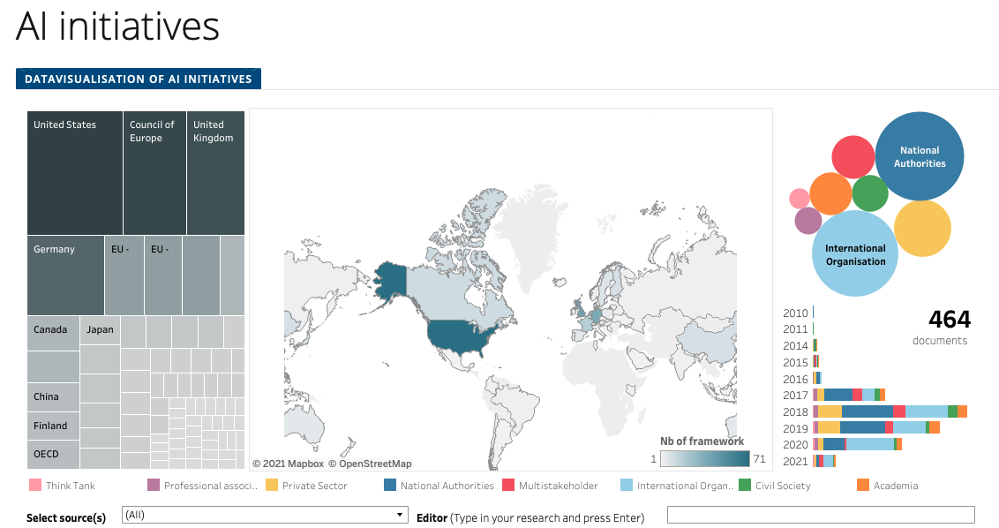 AI initiatives
DATAVISUALISATION OF AI INITIATIVES
United States
Council of
Europe
United
Kingdom
Germany
EU -
EU -
Canada
Japan
China
Finland
OECD
© 2021 Mapbox © OpenStreetMap
Nb of framework
1
71
National
Authorities
International
Organisation
464
documents
2010
2011
2014
2015
2016
2017
2018
2019
2020
2021
Think Tank
Professional associ..
Private Sector
National Authorities
Multistakeholder
International Organ..
Civil Society
Academia
Select source(s)
(All)
Editor (Type in your research and press Enter)